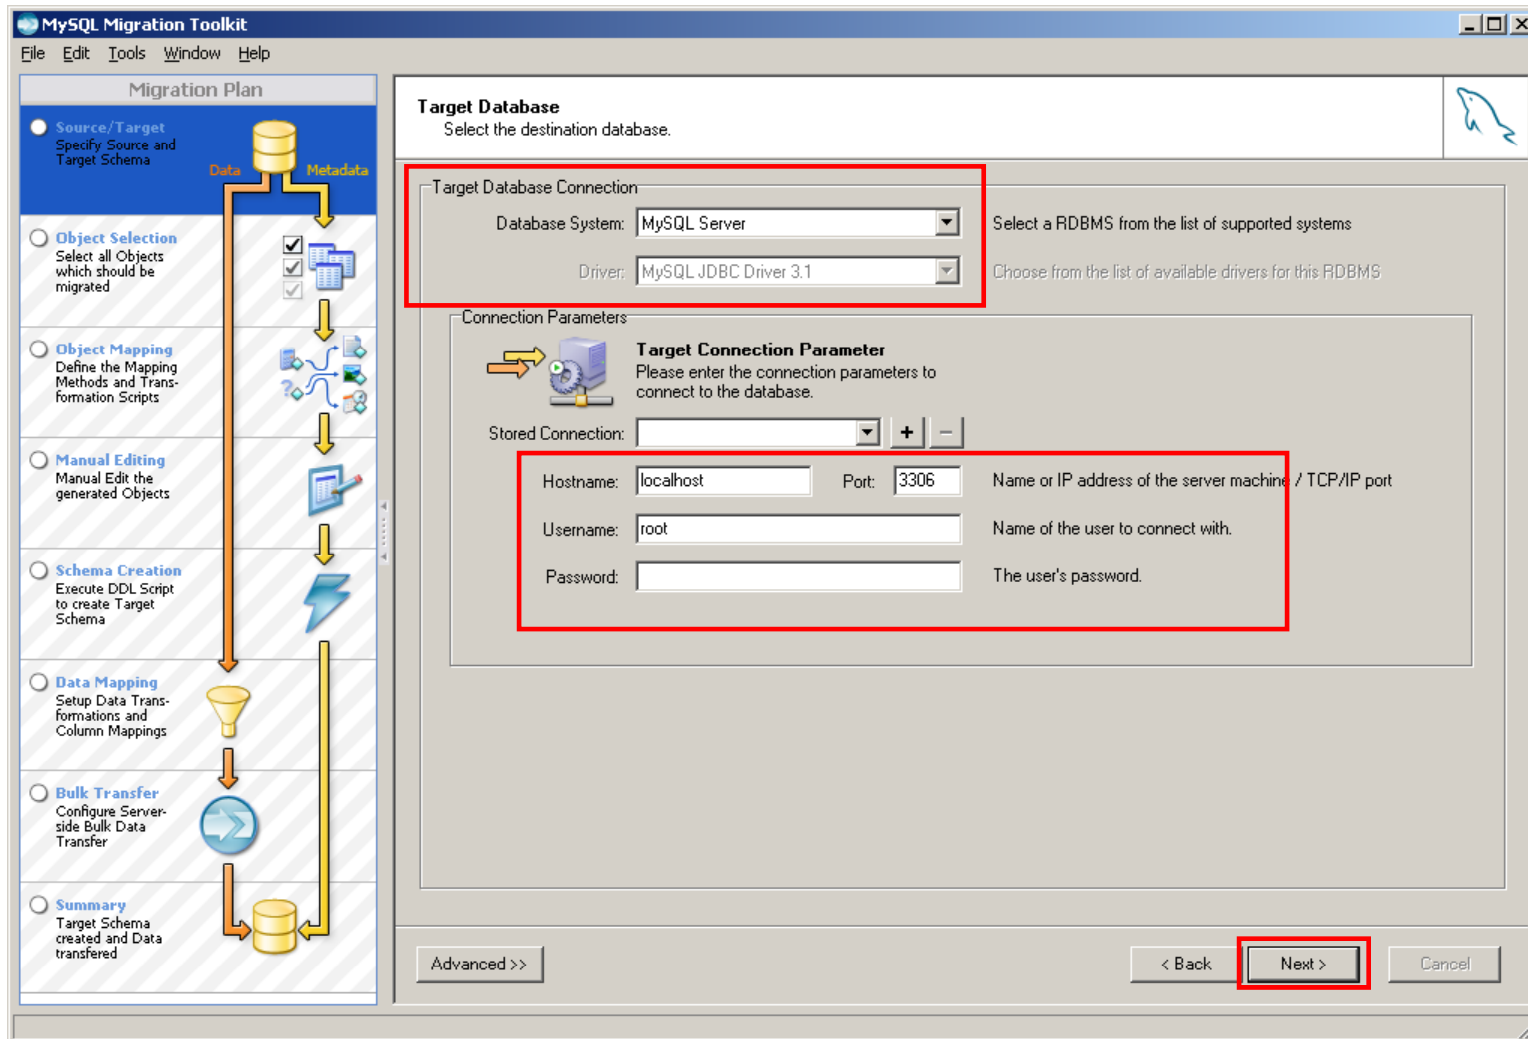 MySQL Migration Toolkit
File Edit Tools Window Help
Migration Plan
Source/Target
Specify Source and
Target Schema
Data
Metadata
Object Selection
Select all Objects
which should be
migrated
Object Mapping
Define the Mapping
Methods and Trans-
formation Scripts
Manual Editing
Manual Edit the
generated Objects
Schema Creation
Execute DDL Script
to create Target
Schema
Data Mapping
Setup Data Trans-
formations and
Column Mappings
Bulk Transfer
Configure Server-
side Bulk Data
Transfer
Summary
Target Schema
created and Data
transfered
Target Database
Select the destination database.
Target Database Connection
Database System: MySQL Server Select a RDBMS from the list of supported systems
Driver: MySQL JDBC Driver 3.1 Choose from the list of available drivers for this RDBMS
Connection Parameters
Target Connection Parameter
Please enter the connection parameters to
connect to the database.
Stored Connection: + −
Hostname: localhost Port: 3306 Name or IP address of the server machine / TCP/IP port
Username: root Name of the user to connect with.
Password: The user's password.
Advanced >> < Back Next > Cancel